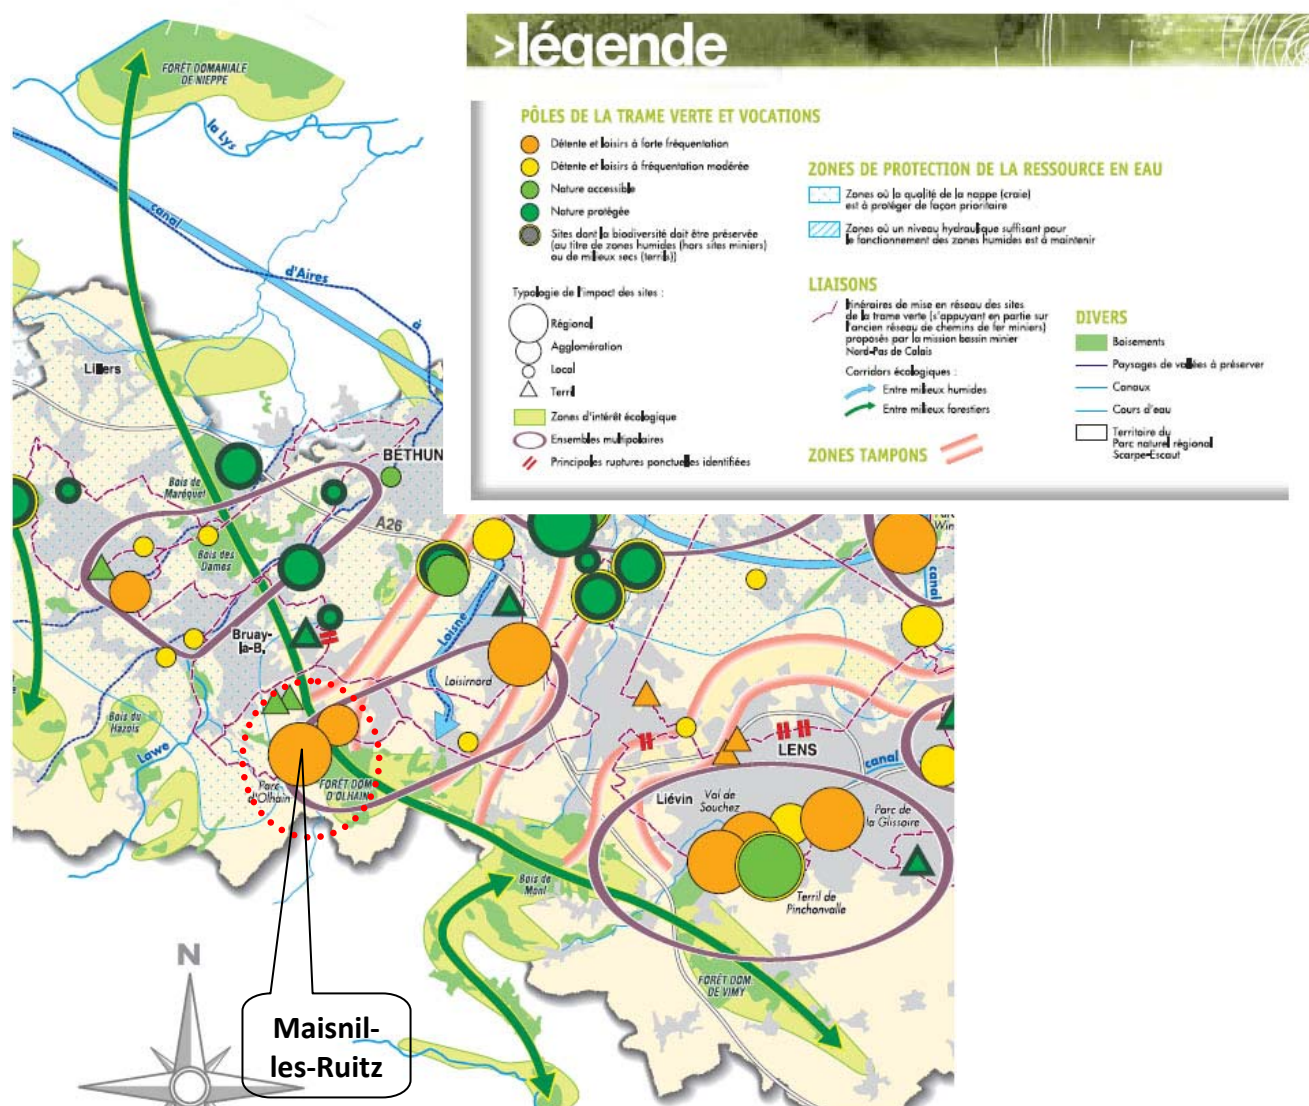 >légende
PÔLES DE LA TRAME VERTE ET VOCATIONS
Détente et loisirs à forte fréquentation
Détente et loisirs à fréquentation modérée
Nature accessible
Nature protégée
Sites dont la biodiversité doit être préservée
(au titre de zones humides (hors sites miniers)
ou de milieux secs (terrils))
Typologie de l'impact des sites :
Régional
Agglomération
Local
Terril
Zones d'intérêt écologique
Ensembles multipolaires
Principales ruptures ponctuelles identifiées
ZONES DE PROTECTION DE LA RESSOURCE EN EAU
Zones où la qualité de la nappe (craie)
est à protéger de façon prioritaire
Zones où un niveau hydraulique suffisant pour
le fonctionnement des zones humides est à maintenir
LIAISONS
Itinéraires de mise en réseau des sites
de la trame verte (s'appuyant en partie sur
l'ancien réseau de chemins de fer miniers)
proposés par la mission bassin minier
Nord-Pas de Calais
Corridors écologiques :
Entre milieux humides
Entre milieux forestiers
ZONES TAMPONS
DIVERS
Boisements
Paysages de vallées à préserver
Canaux
Cours d'eau
Territoire du
Parc naturel régional
Scarpe-Escaut
FORÊT DOMANIALE
DE NIEPPE
la Lys
canal
d'Aires
à
Lillers
BÉTHUN
Bois de
Maréquet
A26
Bois des
Dames
Win
canal
Bruay-
la-B.
Loisne
Loisinord
Bois du
Hazois
Lawe
Parc
d'Olhain
FORÊT DOM.
D'OLHAIN
LENS
canal
Liévin
Val de
Souchez
Parc de
la Glissoire
Bois de
Mont
Terril de
Pinchonvalle
FORÊT DOM.
DE VIMY
N
Maisnil-
les-Ruitz